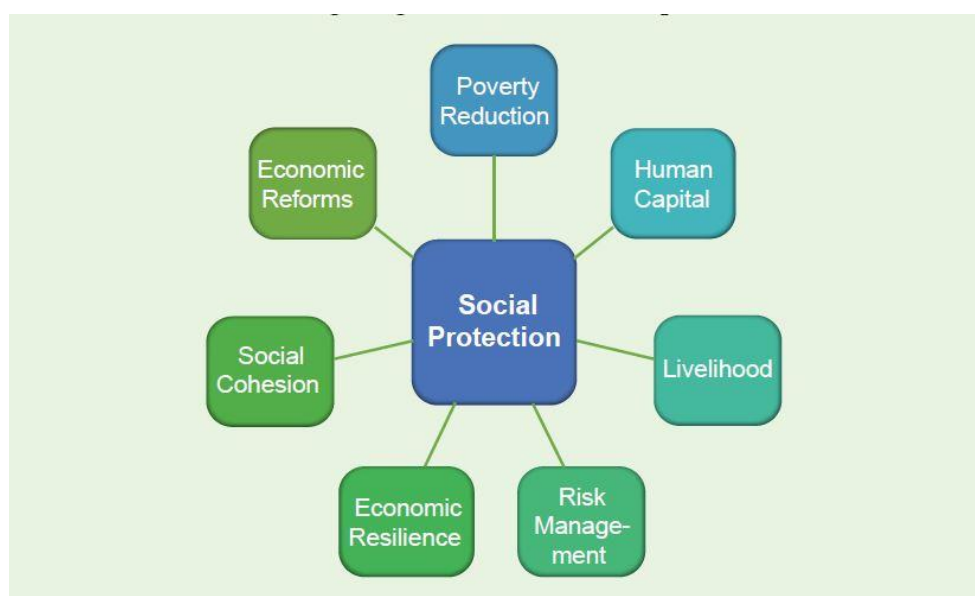 Poverty
Reduction
Human
Capital
Livelihood
Risk
Manage-
ment
Economic
Resilience
Social
Cohesion
Economic
Reforms
Social
Protection